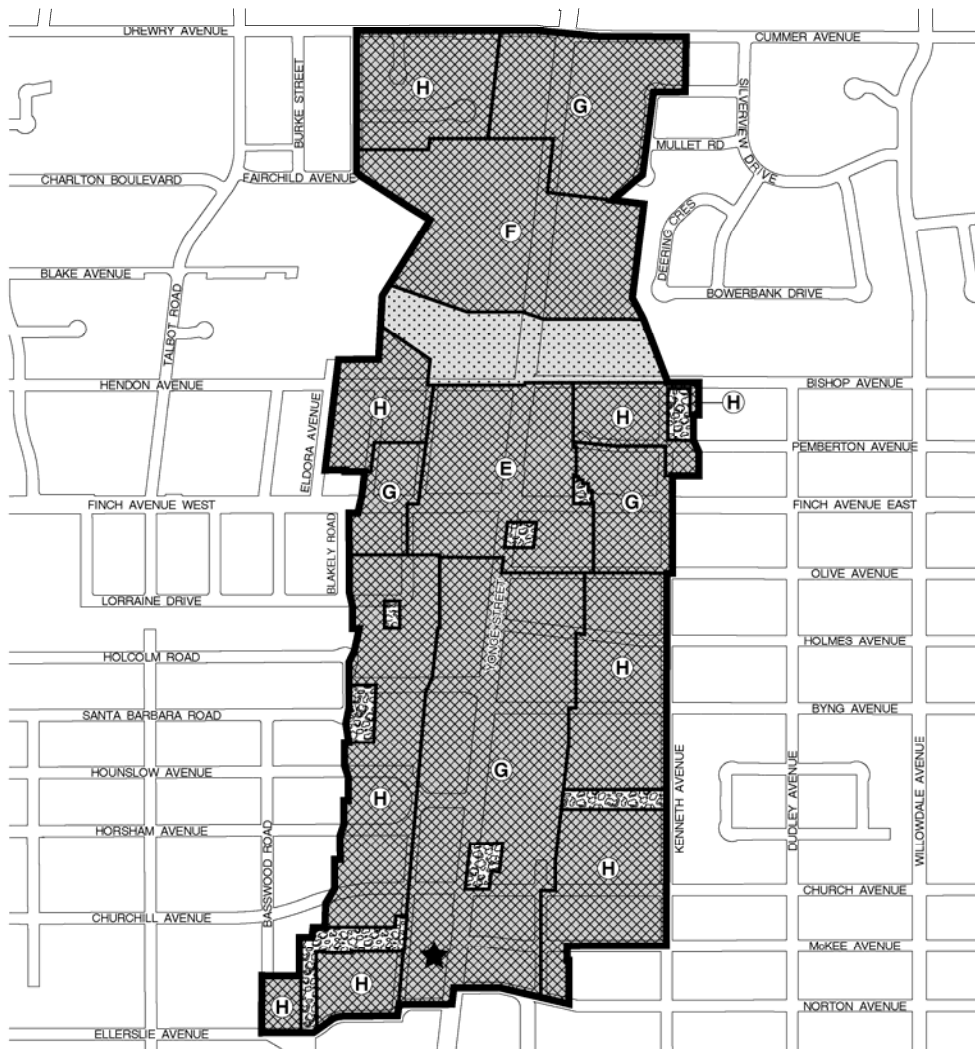 DREWRY AVENUE
CUMMER AVENUE
BURKE STREET
SILVERVIEW DRIVE
H
G
MULLET RD
CHARLTON BOULEVARD
FAIRCHILD AVENUE
DEERING CRES
F
BLAKE AVENUE
TALBOT ROAD
BOWERBANK DRIVE
HENDON AVENUE
BISHOP AVENUE
H
H
H
ELDORA AVENUE
PEMBERTON AVENUE
E
G
G
FINCH AVENUE WEST
FINCH AVENUE EAST
BLAKELY ROAD
OLIVE AVENUE
LORRAINE DRIVE
YONGE STREET
HOLMES AVENUE
HOLCOLM ROAD
H
SANTA BARBARA ROAD
BYNG AVENUE
KENNETH AVENUE
DUDLEY AVENUE
WILLOWDALE AVENUE
HOUNSLOW AVENUE
G
H
HORSHAM AVENUE
BASSWOOD ROAD
H
CHURCH AVENUE
CHURCHILL AVENUE
McKEE AVENUE
H
H
NORTON AVENUE
ELLERSLIE AVENUE